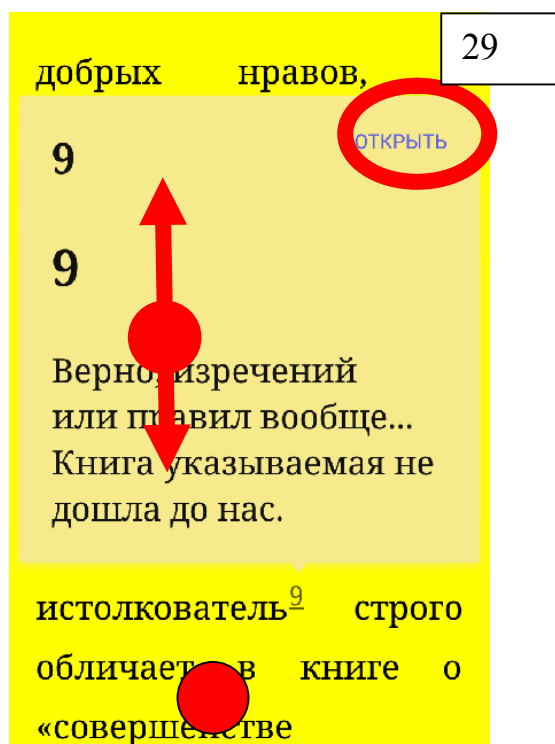 29
добрых нравов,
ОТКРЫТЬ
9
9
Верно, изречений
или правил вообще...
Книга указываемая не
дошла до нас.
истолкователь9 строго
обличает в книге о
«совершенстве